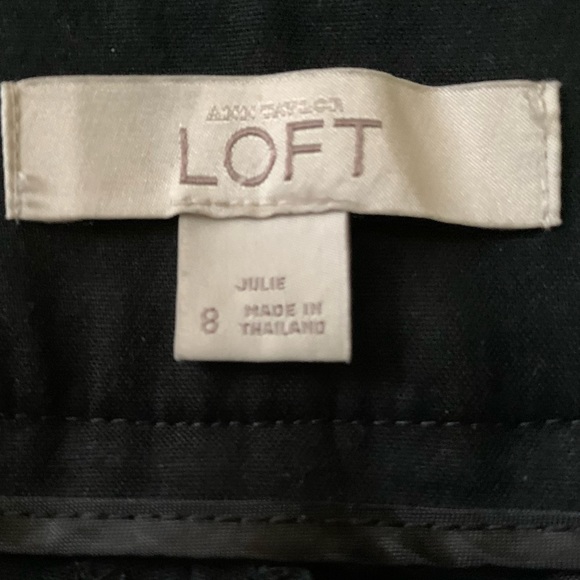 ANN TAYLOR
LOFT
JULIE
8 MADE IN
THAILAND